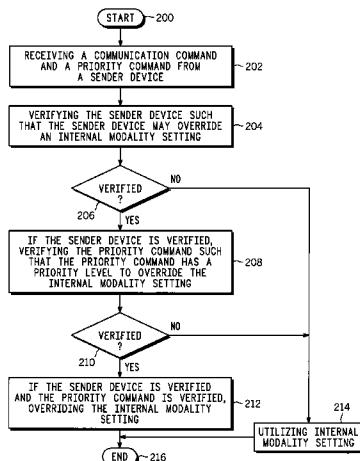 START
200
RECEIVING A COMMUNICATION COMMAND
AND A PRIORITY COMMAND FROM
A SENDER DEVICE
202
VERIFYING THE SENDER DEVICE SUCH
THAT THE SENDER DEVICE MAY OVERRIDE
AN INTERNAL MODALITY SETTING
204
VERIFIED
?
206
NO
YES
IF THE SENDER DEVICE IS VERIFIED,
VERIFYING THE PRIORITY COMMAND SUCH
THAT THE PRIORITY COMMAND HAS A
PRIORITY LEVEL TO OVERRIDE THE
INTERNAL MODALITY SETTING
208
VERIFIED
?
210
NO
YES
IF THE SENDER DEVICE IS VERIFIED
AND THE PRIORITY COMMAND IS VERIFIED,
OVERRIDING THE INTERNAL MODALITY
SETTING
212
214
UTILIZING INTERNAL
MODALITY SETTING
END
216